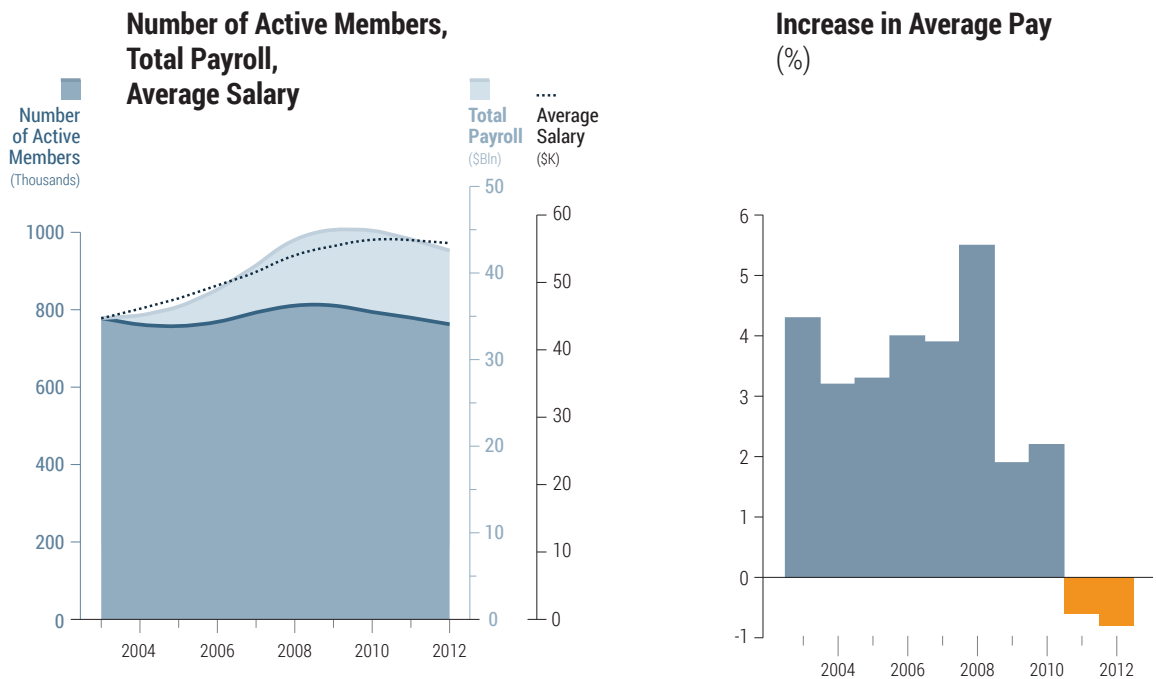 Number of Active Members,
Total Payroll,
Average Salary
Number
of Active
Members
(Thousands)
Total
Payroll
($Bln)
Average
Salary
($K)
1000
800
600
400
200
0
50
40
30
20
10
0
60
50
40
30
20
10
0
2004 2006 2008 2010 2012
Increase in Average Pay
(%)
6
5
4
3
2
1
0
-1
2004 2006 2008 2010 2012